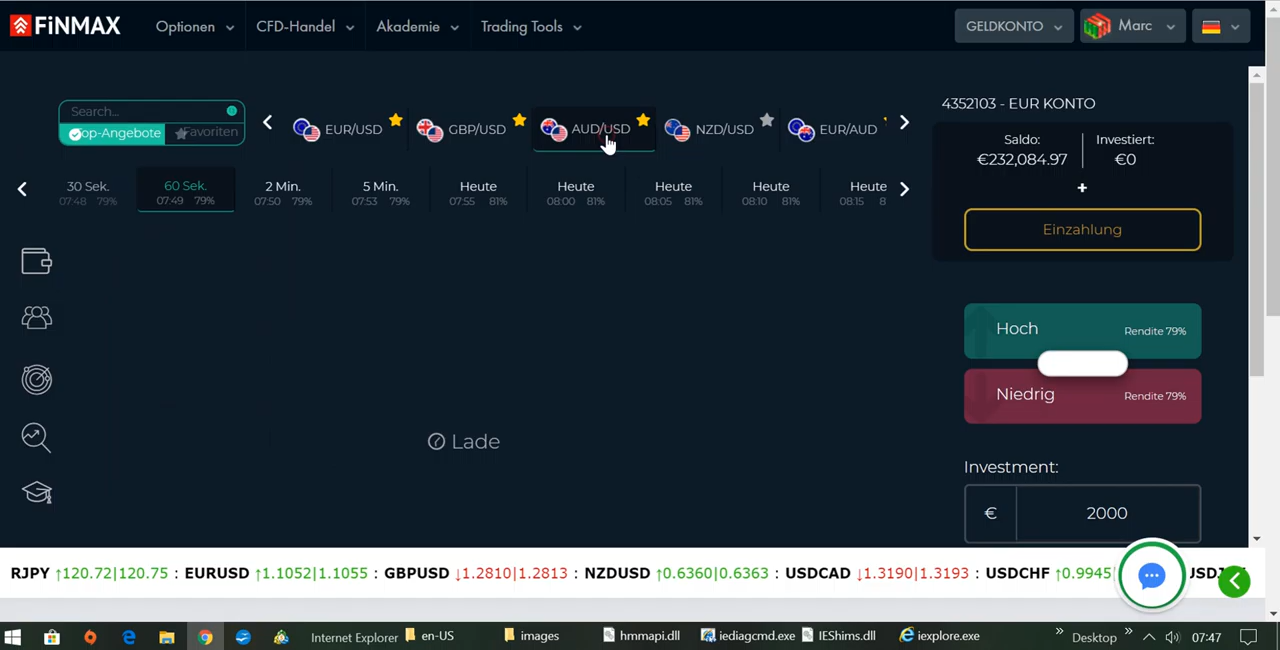 FiNMAX Optionen CFD-Handel Akademie Trading Tools GELDKONTO Marc
4352103 - EUR KONTO
Search...
Top-Angebote Favoriten
EUR/USD GBP/USD AUD/USD NZD/USD EUR/AUD
Saldo: Investiert:
€232,084.97 €0
+
30 Sek. 60 Sek. 2 Min. 5 Min. Heute Heute Heute Heute Heute
07:48 79% 07:49 79% 07:50 79% 07:53 79% 07:55 81% 08:00 81% 08:05 81% 08:10 81% 08:15 8
Einzahlung
Hoch Rendite 79%
Niedrig Rendite 79%
Lade
Investment:
€ 2000
RJPY ↑120.72|120.75 : EURUSD ↑1.1052|1.1055 : GBPUSD ↓1.2810|1.2813 : NZDUSD ↑0.6360|0.6363 : USDCAD ↓1.3190|1.3193 : USDCHF ↑0.9945| USDJ
Internet Explorer en-US images hmmapi.dll iediagcmd.exe IEShims.dll iexplore.exe » Desktop » 07:47